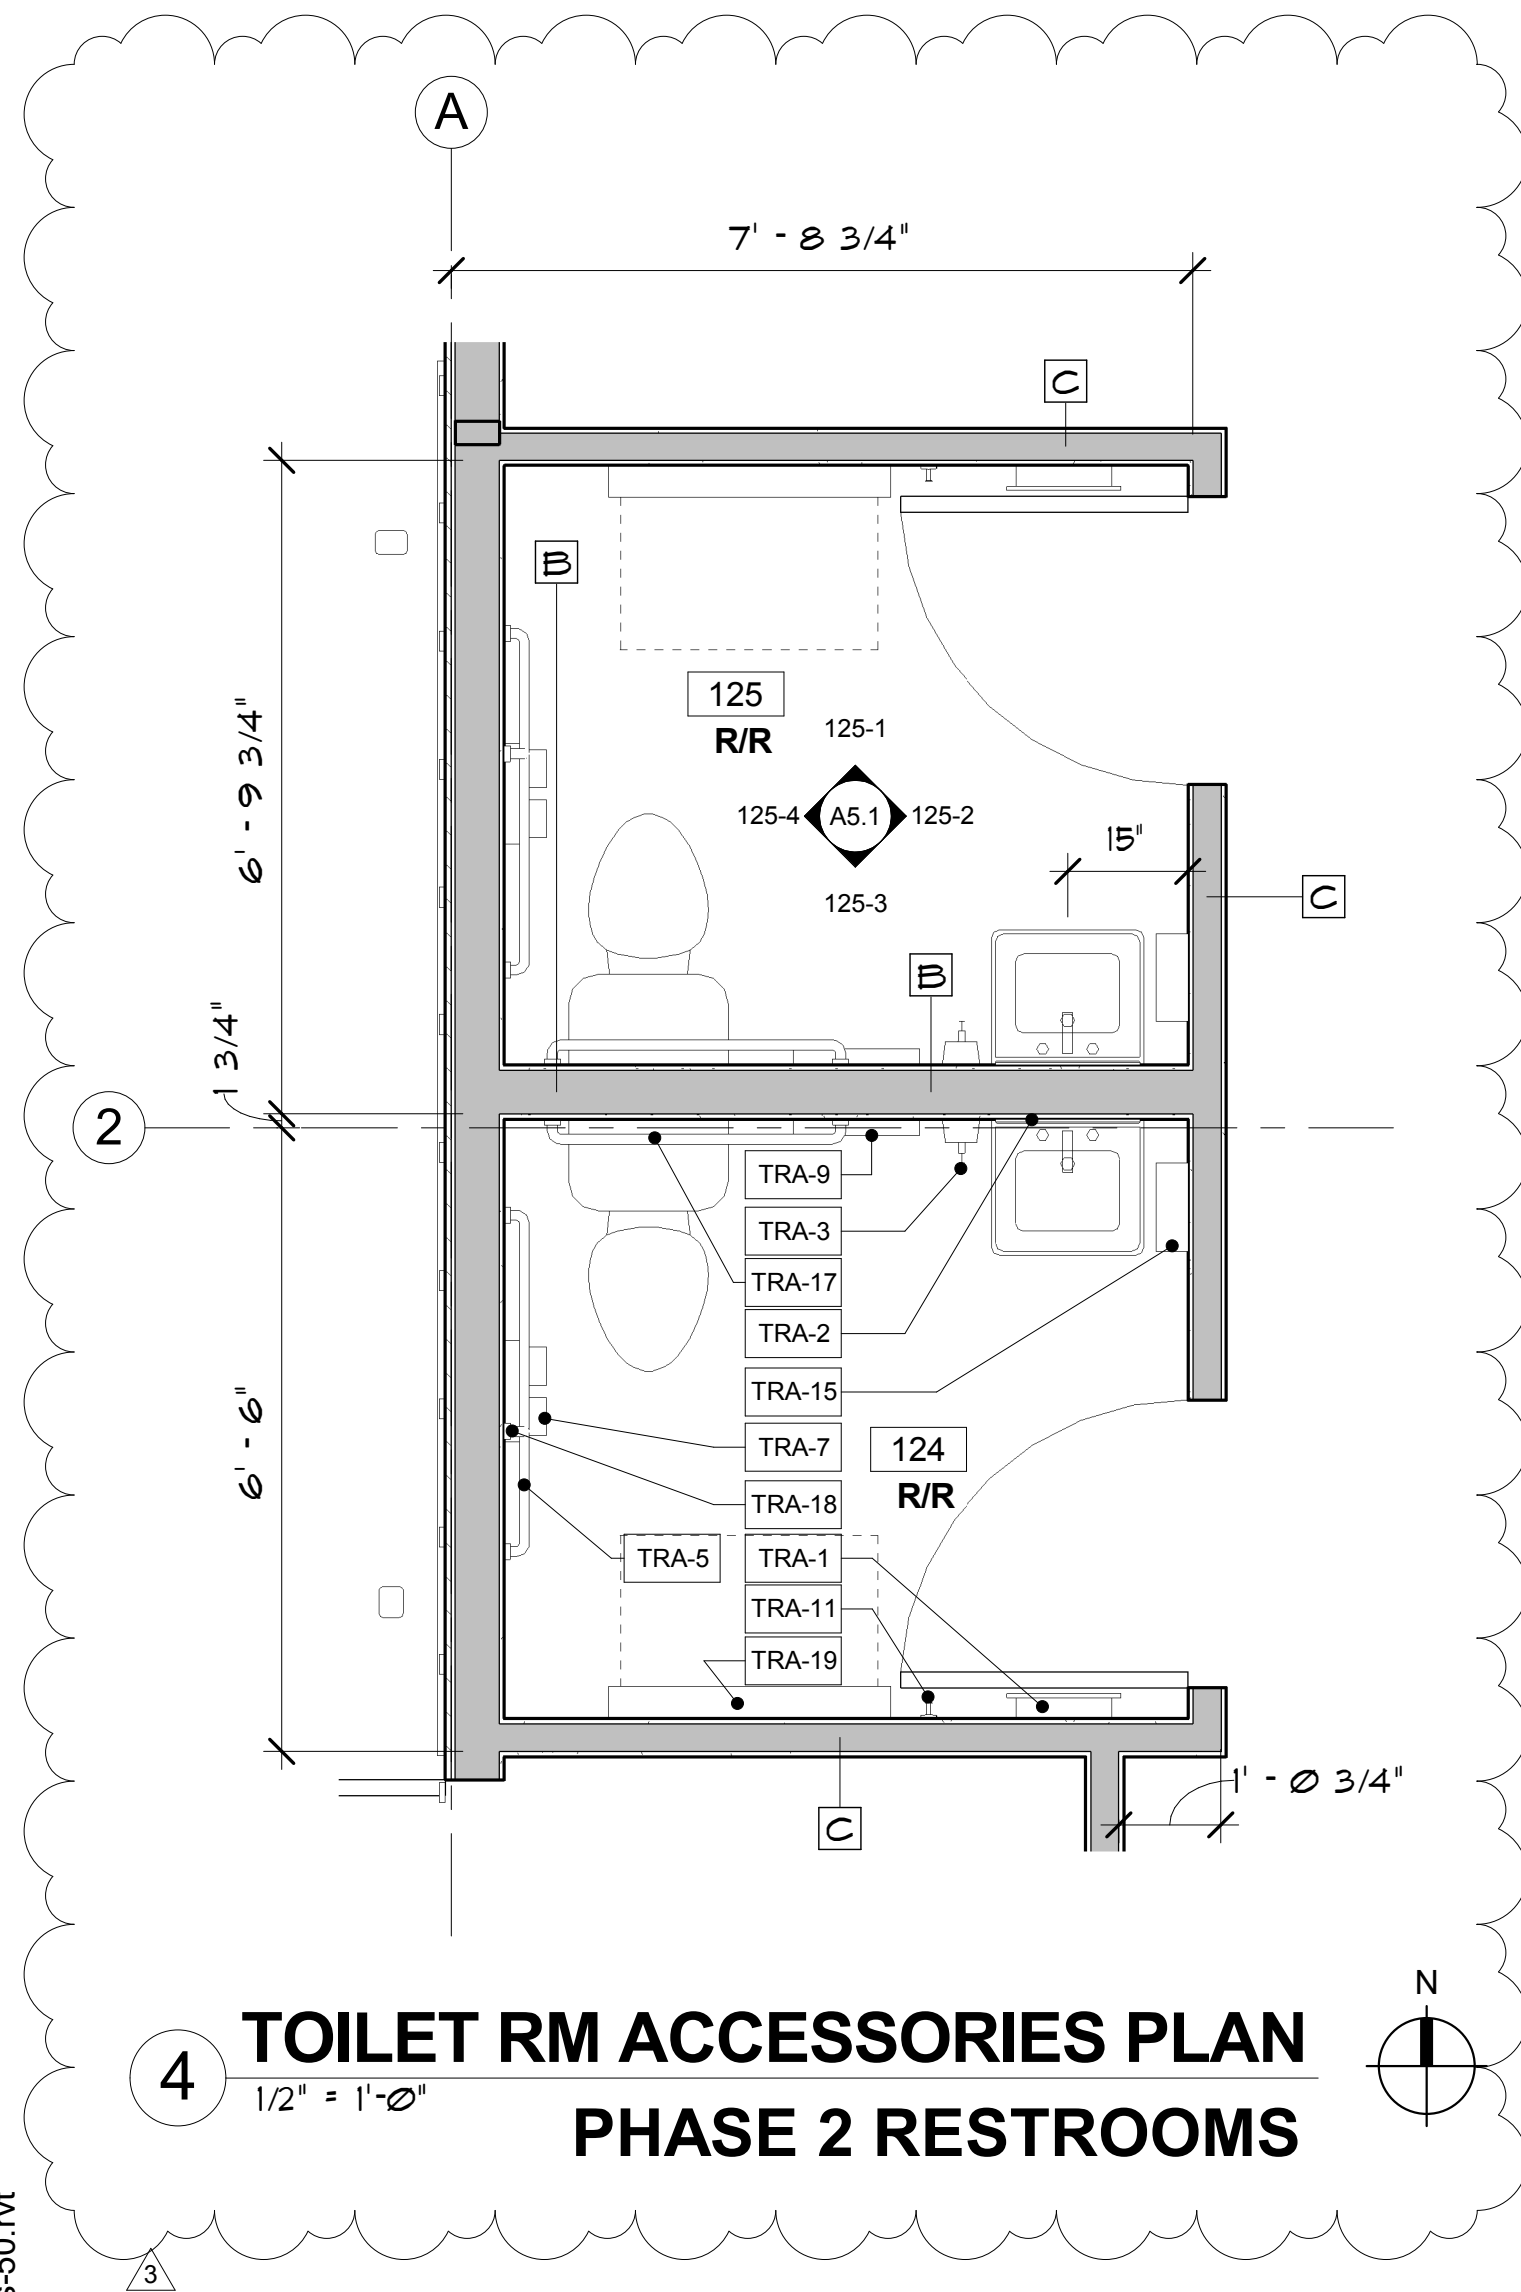 A
7' - 8 3/4"
C
B
6' - 9 3/4"
125
R/R
125-1
125-4
A5.1
125-2
125-3
15"
C
B
1 3/4"
2
TRA-9
TRA-3
TRA-17
TRA-2
TRA-15
TRA-7
TRA-18
TRA-5
TRA-1
TRA-11
TRA-19
124
R/R
6' - 6"
1' - Ø 3/4"
C
N
4
TOILET RM ACCESSORIES PLAN
1/2" = 1'-Ø"
PHASE 2 RESTROOMS
3
-50.rvt